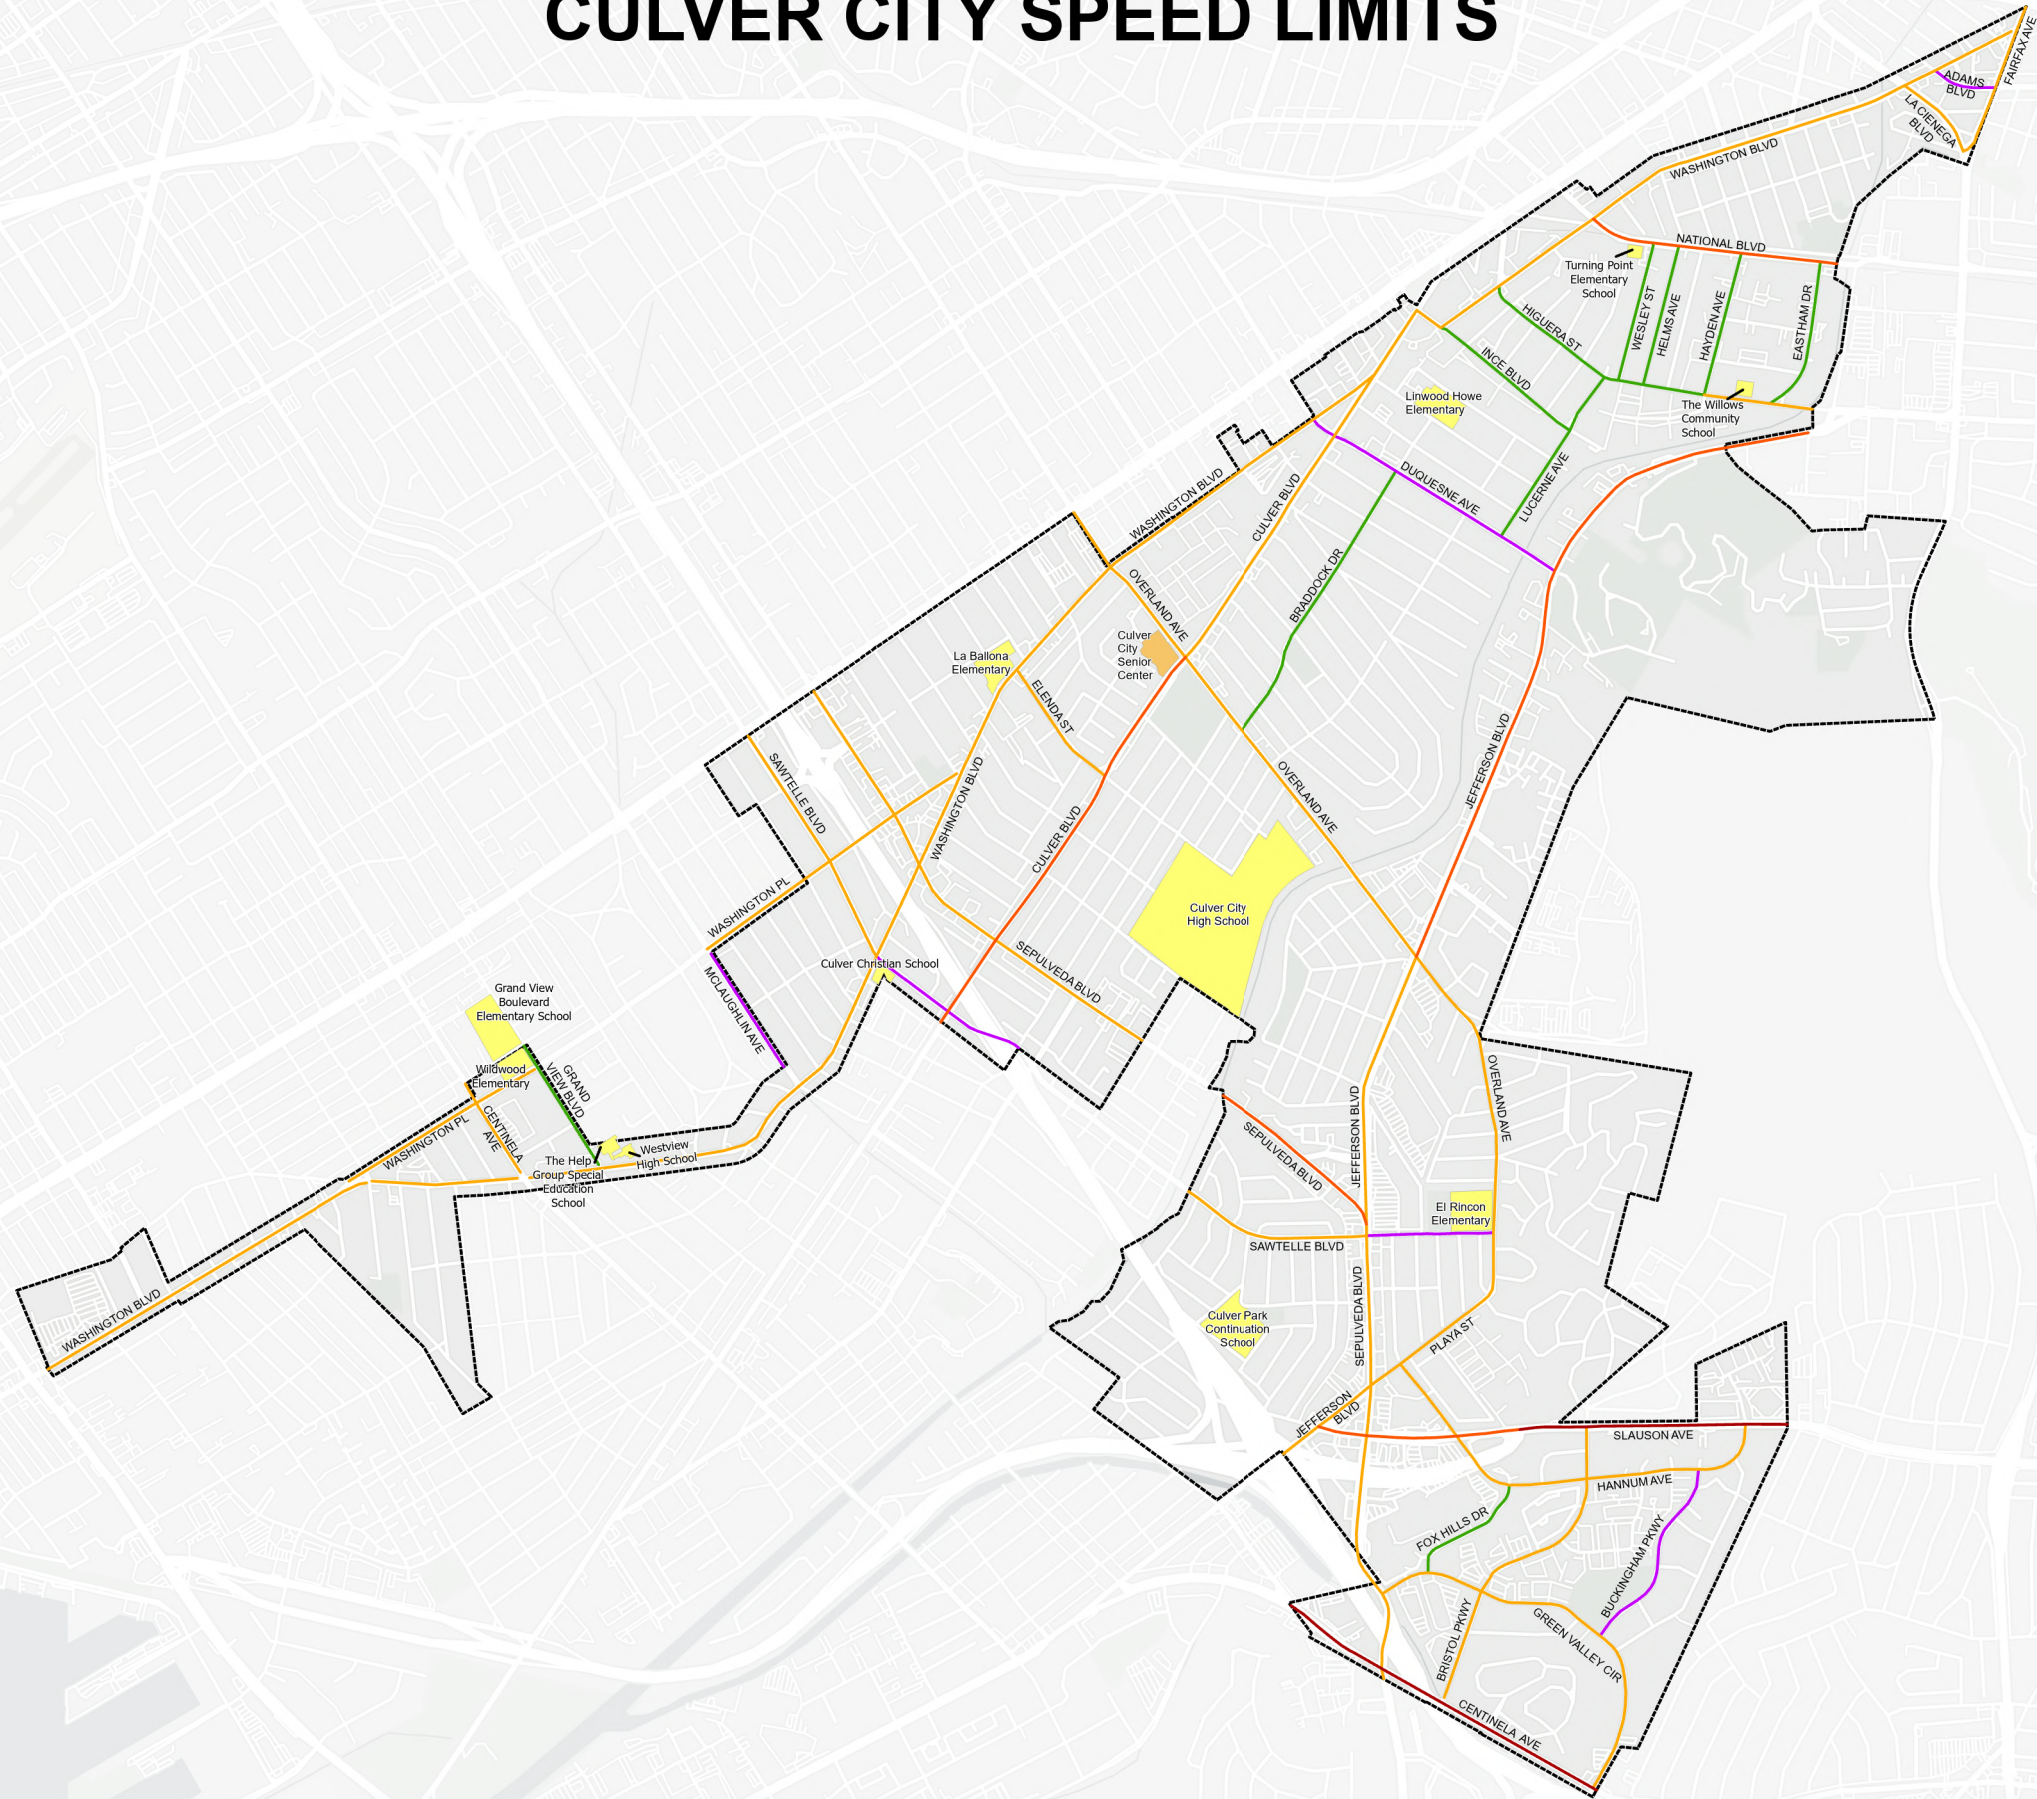 CULVER CITY SPEED LIMITS
FAIRFAX AVE
ADAMS
BLVD
LA CIENEGA
BLVD
WASHINGTON BLVD
NATIONAL BLVD
Turning Point
Elementary
School
WESLEY ST
HELMS AVE
HAYDEN AVE
EASTHAM DR
HIGUERA ST
INCE BLVD
Linwood Howe
Elementary
The Willows
Community
School
DUQUESNE AVE
LUCERNE AVE
WASHINGTON BLVD
CULVER BLVD
BRADDOCK DR
OVERLAND AVE
Culver
City
Senior
Center
La Ballona
Elementary
ELENDA ST
JEFFERSON BLVD
SAWTELLE BLVD
WASHINGTON BLVD
CULVER BLVD
OVERLAND AVE
WASHINGTON PL
Culver City
High School
Culver Christian School
SEPULVEDA BLVD
MCLAUGHLIN AVE
Grand View
Boulevard
Elementary School
Wildwood
Elementary
GRAND
VIEW BLVD
CENTINELA
AVE
WASHINGTON PL
The Help
Group Special
Education
School
Westview
High School
WASHINGTON BLVD
JEFFERSON BLVD
OVERLAND AVE
SEPULVEDA BLVD
El Rincon
Elementary
SAWTELLE BLVD
SEPULVEDA BLVD
Culver Park
Continuation
School
PLAYA ST
JEFFERSON
BLVD
SLAUSON AVE
HANNUM AVE
FOX HILLS DR
BUCKINGHAM PKWY
BRISTOL PKWY
GREEN VALLEY CIR
CENTINELA AVE